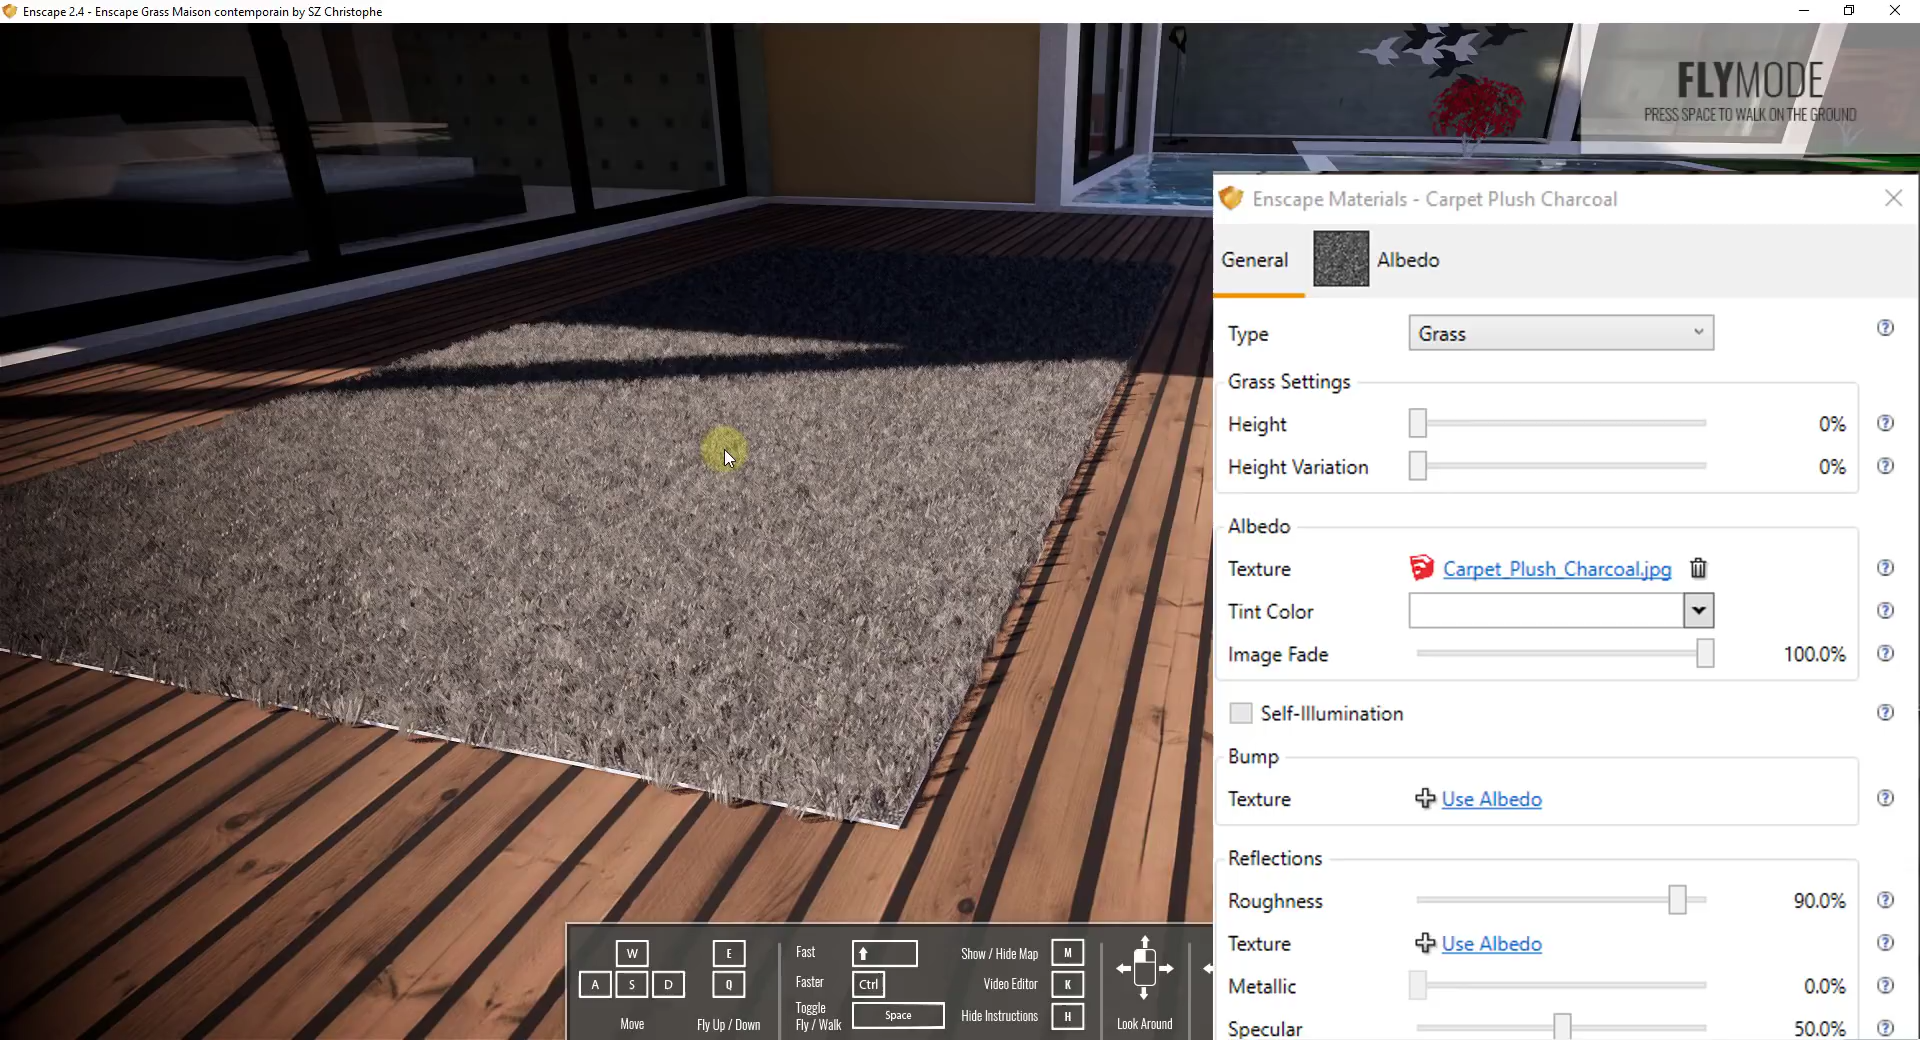 Enscape 2.4 - Enscape Grass Maison contemporain by SZ Christophe
FLYMODE
PRESS SPACE TO WALK ON THE GROUND
Enscape Materials - Carpet Plush Charcoal
General
Albedo
Type
Grass
Grass Settings
Height
0%
Height Variation
0%
Albedo
Texture
Carpet_Plush_Charcoal.jpg
Tint Color
Image Fade
100.0%
Self-Illumination
Bump
Texture
Use Albedo
Reflections
Roughness
90.0%
Texture
Use Albedo
Metallic
0.0%
Specular
50.0%
W
A
S
D
Move
E
Q
Fly Up / Down
Fast
Faster
Ctrl
Toggle
Fly / Walk
Space
Show / Hide Map
M
Video Editor
K
Hide Instructions
H
Look Around